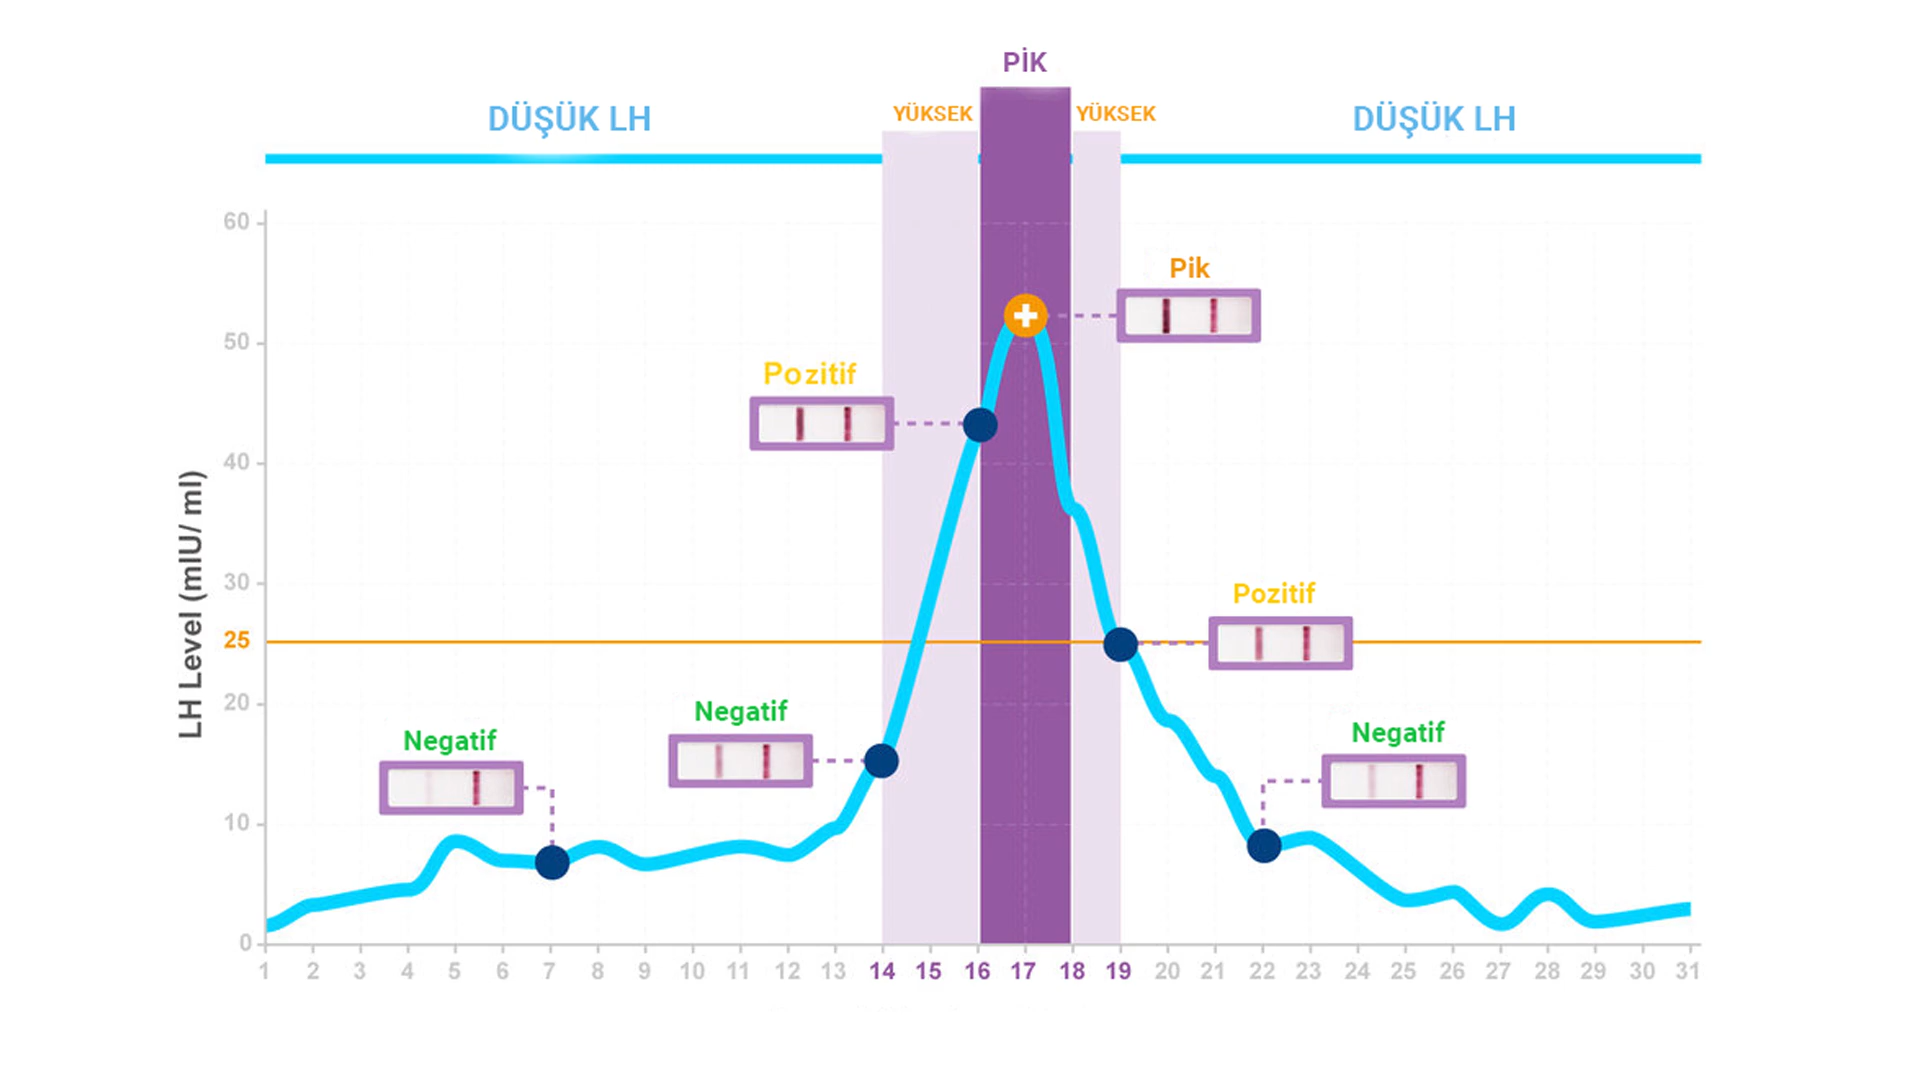 PİK
DÜŞÜK LH
YÜKSEK
YÜKSEK
DÜŞÜK LH
60
50
40
30
25
20
10
0
LH Level (mIU/ ml)
Pik
Pozitif
Pozitif
Negatif
Negatif
Negatif
1 2 3 4 5 6 7 8 9 10 11 12 13 14 15 16 17 18 19 20 21 22 23 24 25 26 27 28 29 30 31